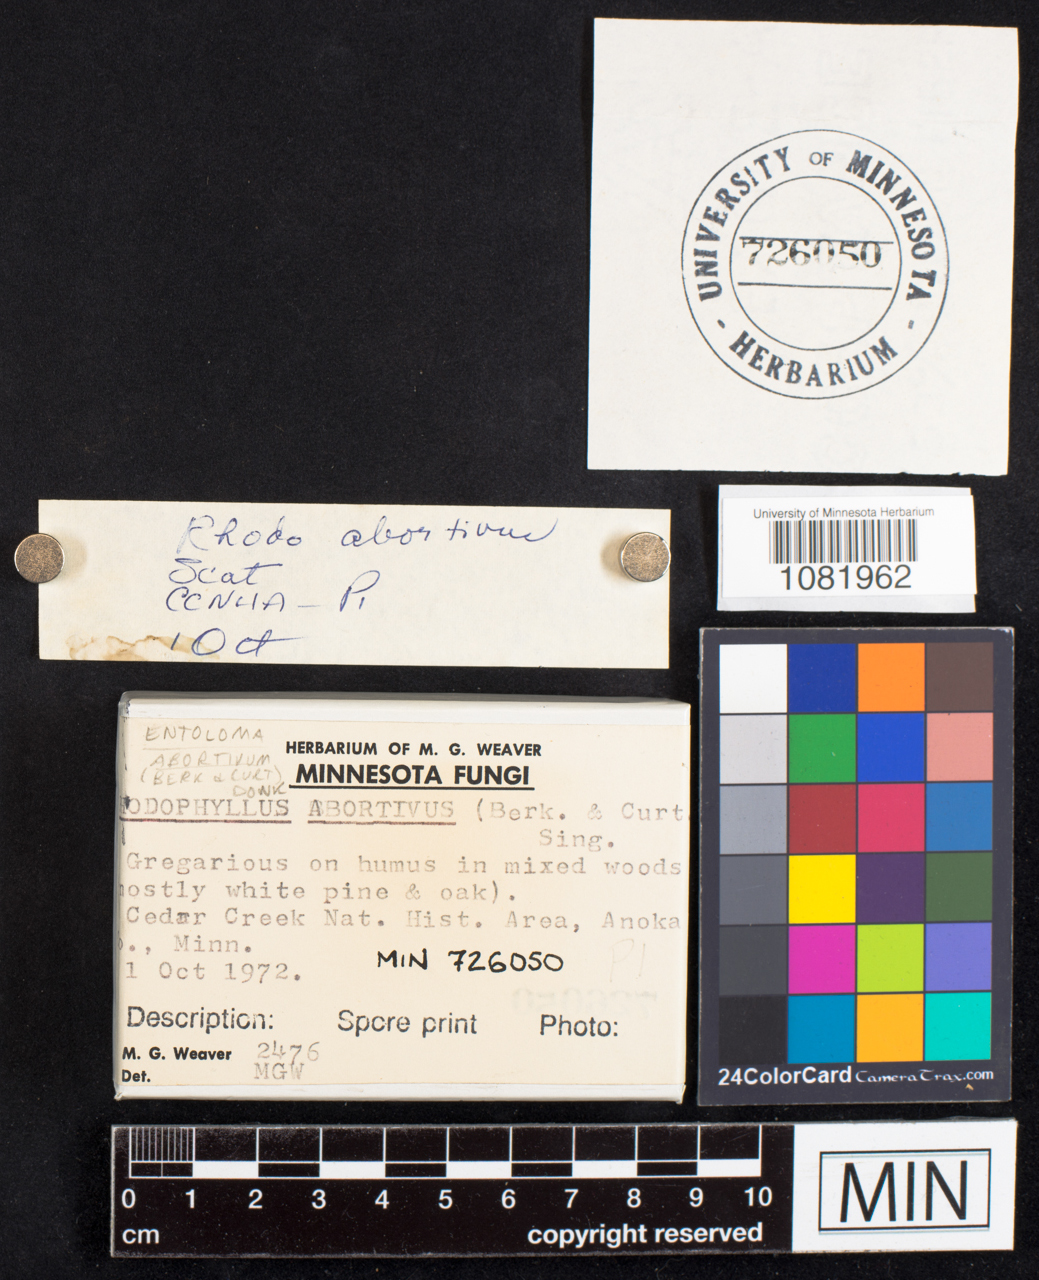 UNIVERSITY OF MINNESOTA
726050
- HERBARIUM -
Rhodo abortivus
Scat
CCNHA - P1
1 Oct
University of Minnesota Herbarium
1081962
ENTOLOMA
ABORTIVUM
(BERK & CURT)
DONK
HERBARIUM OF M. G. WEAVER
MINNESOTA FUNGI
ODOPHYLLUS ABORTIVUS (Berk. & Curt.
Sing.
Gregarious on humus in mixed woods
ostly white pine & oak).
Cedar Creek Nat. Hist. Area, Anoka
., Minn.
1 Oct 1972.
MIN 726050
P1
Description: Spore print Photo:
M. G. Weaver 2476
Det. MGW
24ColorCard CameraTrax.com
0 1 2 3 4 5 6 7 8 9 10
cm
copyright reserved
MIN